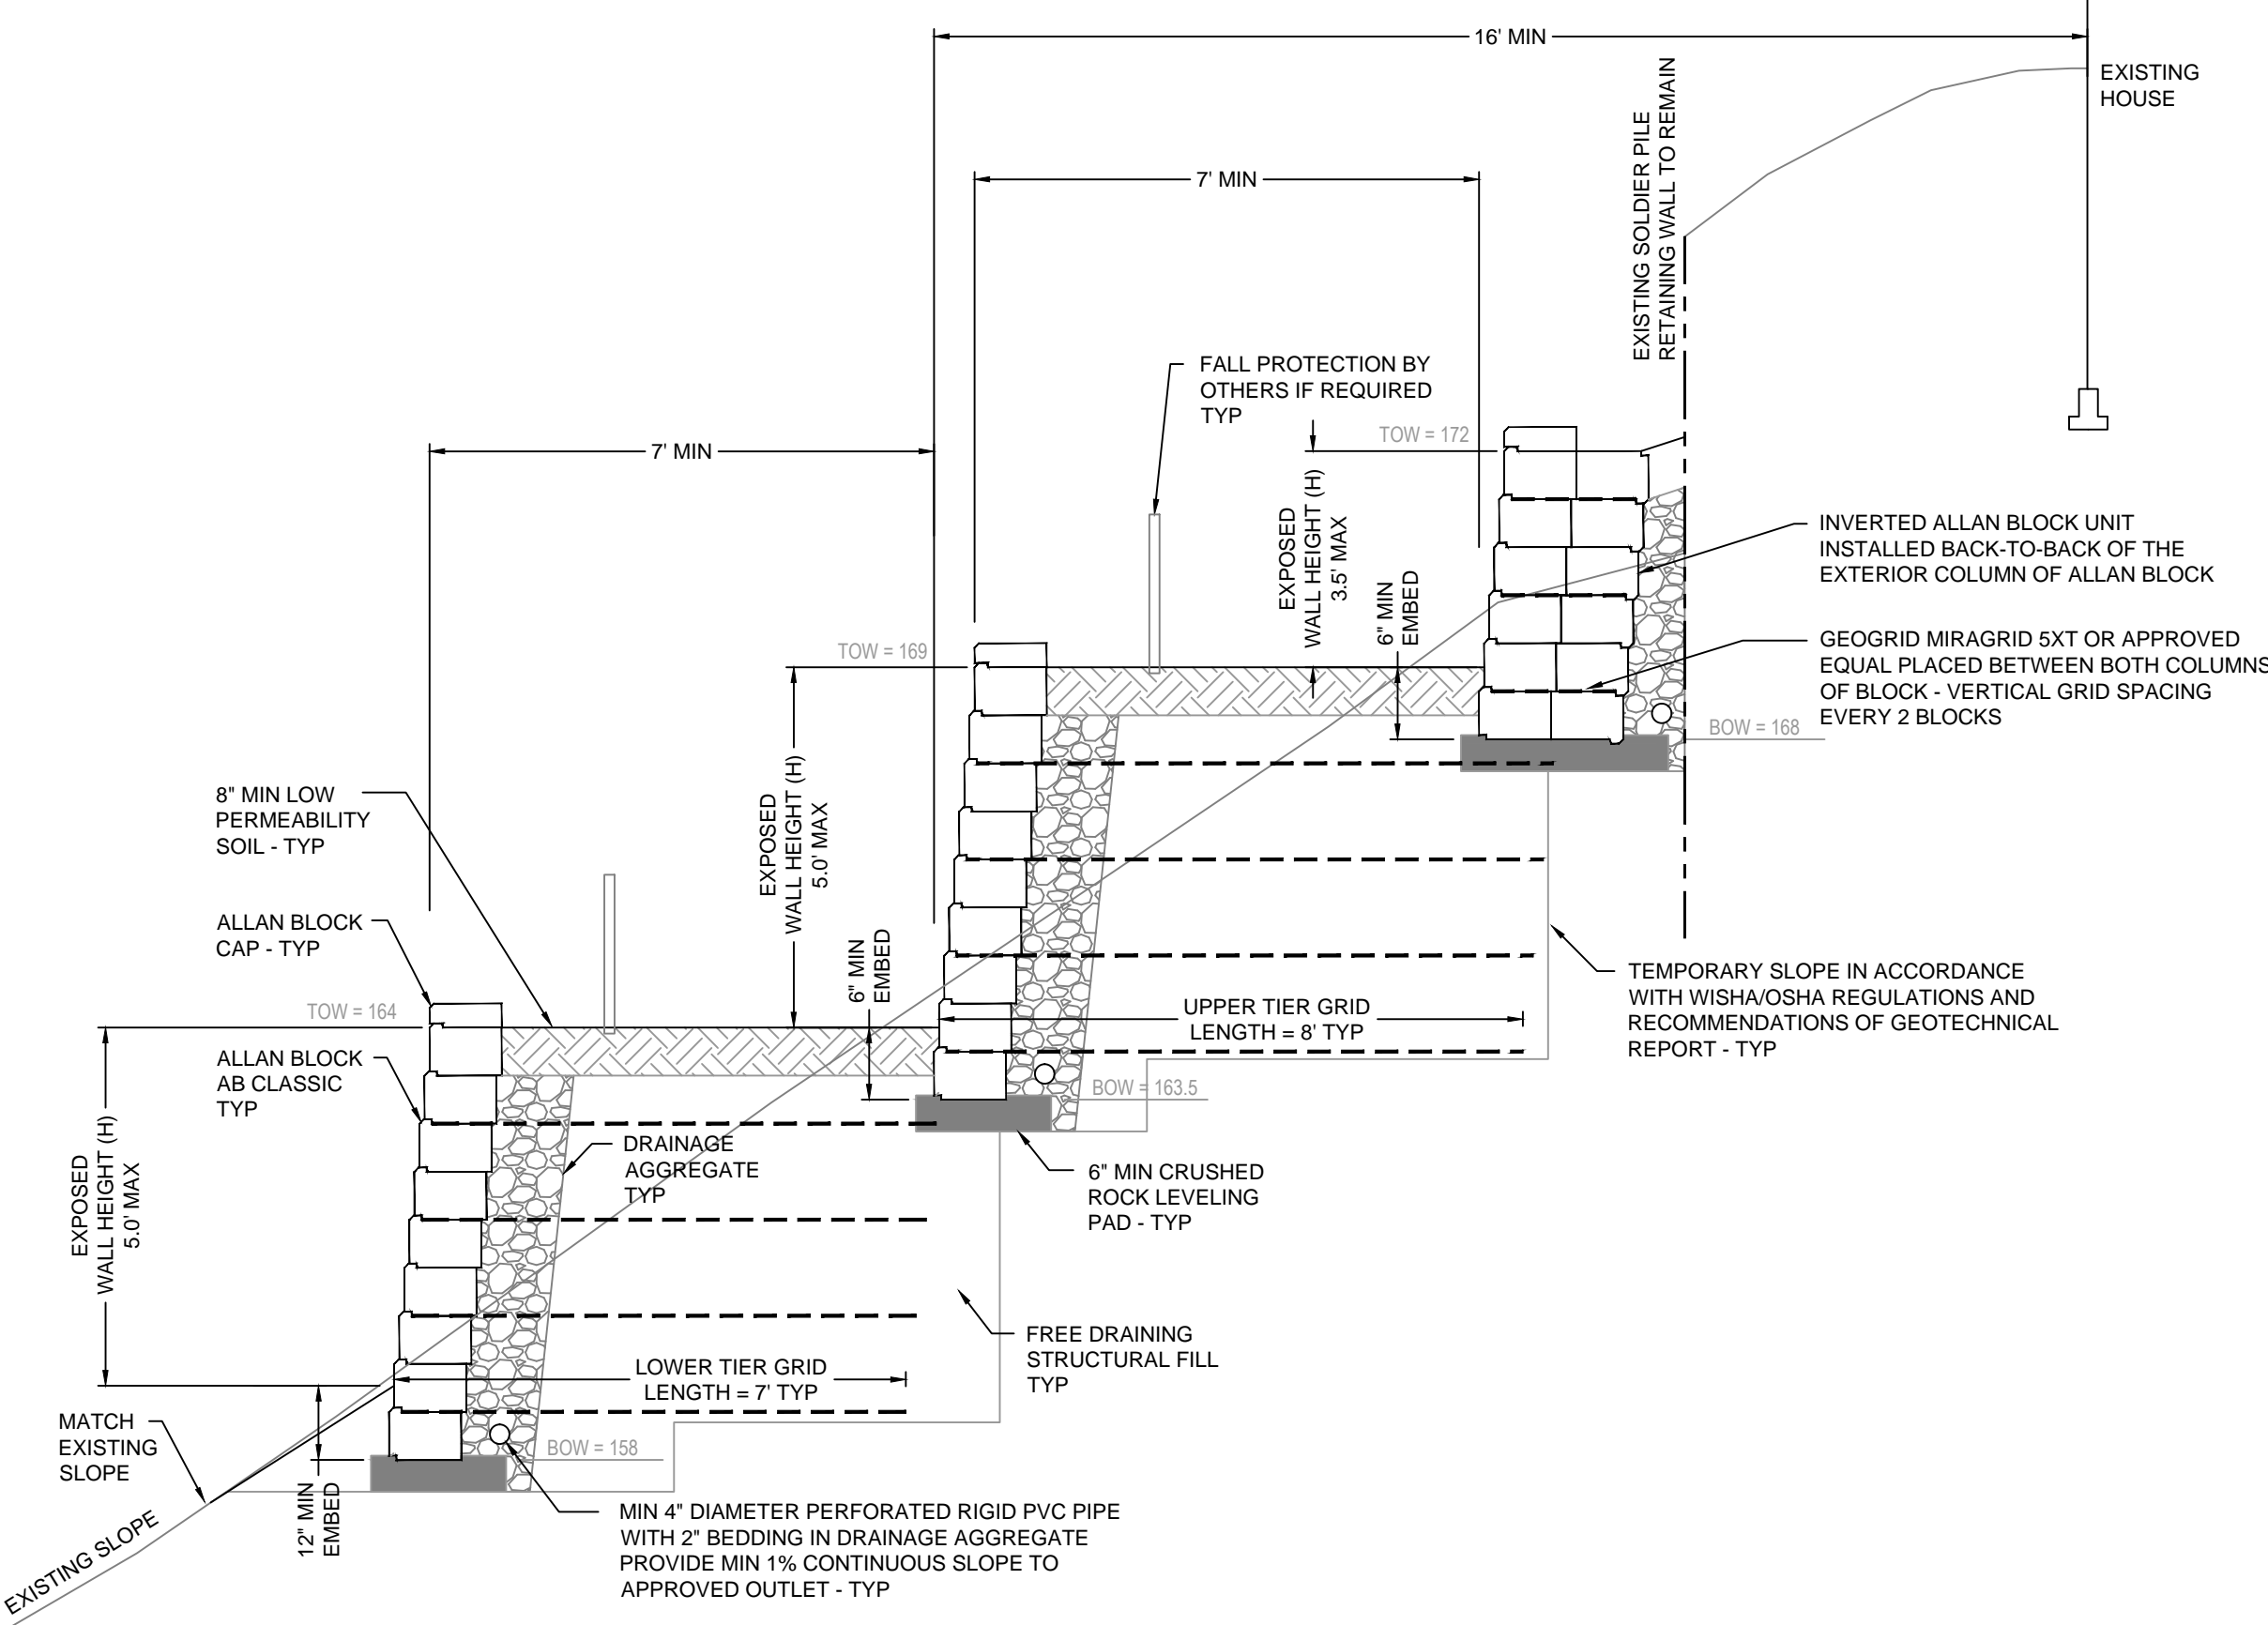 16' MIN
EXISTING
HOUSE
EXISTING SOLDIER PILE
RETAINING WALL TO REMAIN
7' MIN
FALL PROTECTION BY
OTHERS IF REQUIRED
TYP
TOW = 172
7' MIN
EXPOSED
WALL HEIGHT (H)
3.5' MAX
6" MIN
EMBED
INVERTED ALLAN BLOCK UNIT
INSTALLED BACK-TO-BACK OF THE
EXTERIOR COLUMN OF ALLAN BLOCK
GEOGRID MIRAGRID 5XT OR APPROVED
EQUAL PLACED BETWEEN BOTH COLUMNS
OF BLOCK - VERTICAL GRID SPACING
EVERY 2 BLOCKS
TOW = 169
BOW = 168
8" MIN LOW
PERMEABILITY
SOIL - TYP
EXPOSED
WALL HEIGHT (H)
5.0' MAX
ALLAN BLOCK
CAP - TYP
6" MIN
EMBED
TEMPORARY SLOPE IN ACCORDANCE
WITH WISHA/OSHA REGULATIONS AND
RECOMMENDATIONS OF GEOTECHNICAL
REPORT - TYP
TOW = 164
UPPER TIER GRID
LENGTH = 8' TYP
ALLAN BLOCK
AB CLASSIC
TYP
BOW = 163.5
EXPOSED
WALL HEIGHT (H)
5.0' MAX
DRAINAGE
AGGREGATE
TYP
6" MIN CRUSHED
ROCK LEVELING
PAD - TYP
FREE DRAINING
STRUCTURAL FILL
TYP
LOWER TIER GRID
LENGTH = 7' TYP
MATCH
EXISTING
SLOPE
BOW = 158
12" MIN
EMBED
MIN 4" DIAMETER PERFORATED RIGID PVC PIPE
WITH 2" BEDDING IN DRAINAGE AGGREGATE
PROVIDE MIN 1% CONTINUOUS SLOPE TO
APPROVED OUTLET - TYP
EXISTING SLOPE